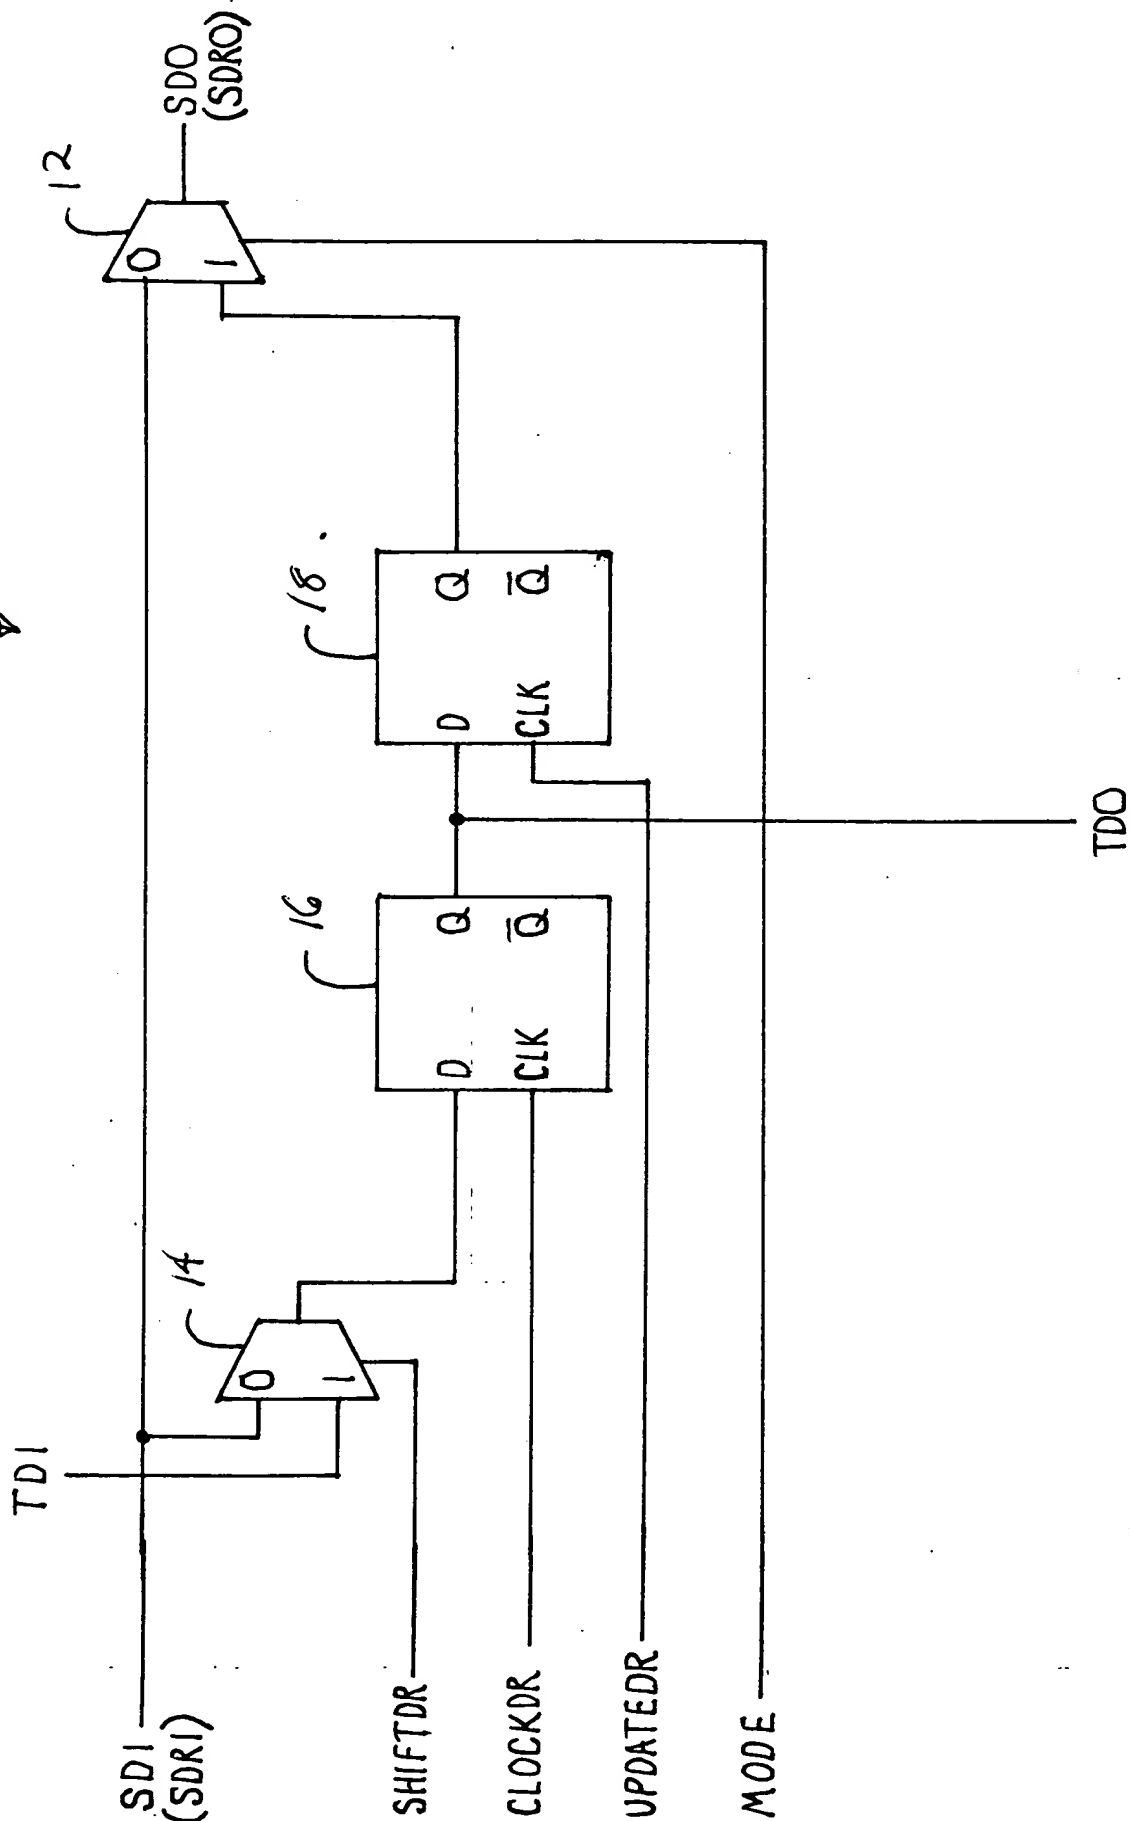 TDI
SDI
(SDRI)
SHIFTDR
CLOCKDR
UPDATEDR
MODE
14
0
1
16
D
Q
CLK
Q̅
18
D
Q
CLK
Q̅
12
0
1
SDO
(SDRO)
TDO